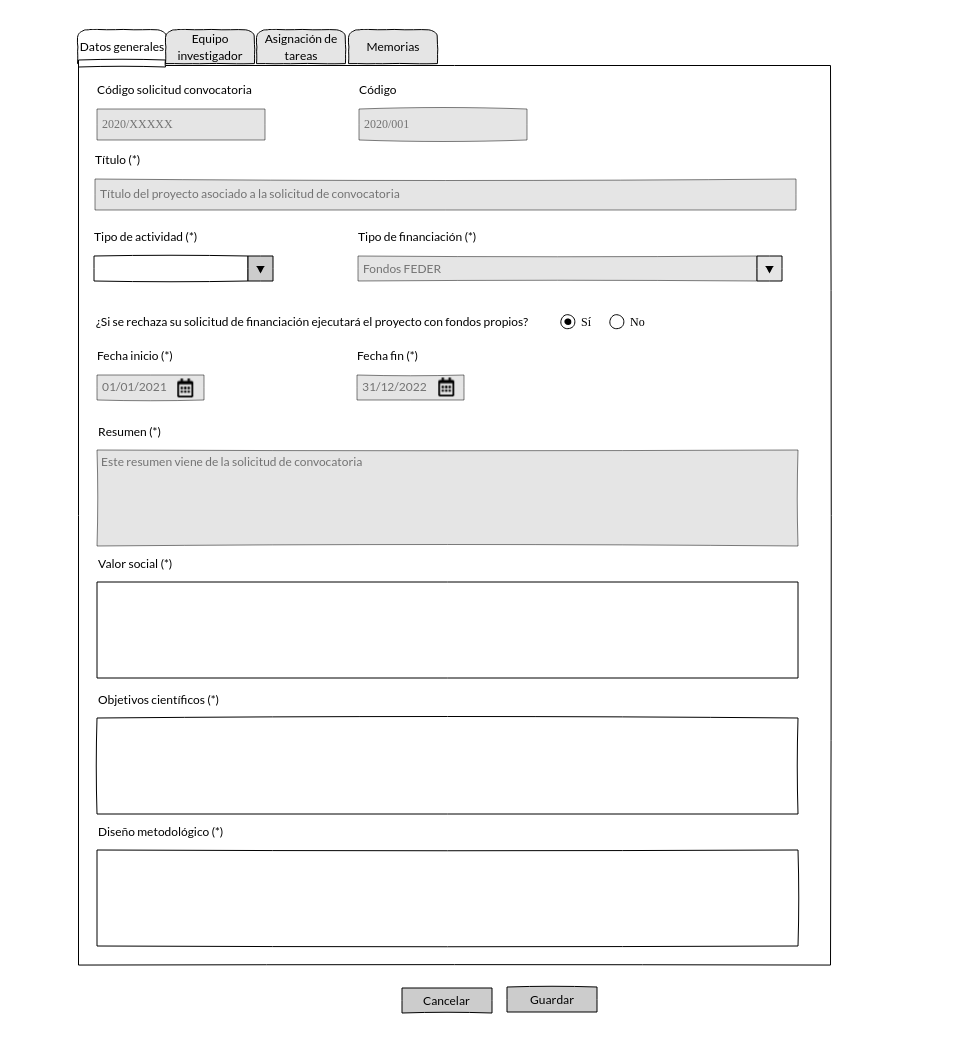 Datos generales
Equipo
investigador
Asignación de
tareas
Memorias
Código solicitud convocatoria
Código
2020/XXXXX
2020/001
Título (*)
Título del proyecto asociado a la solicitud de convocatoria
Tipo de actividad (*)
Tipo de financiación (*)
Fondos FEDER
¿Si se rechaza su solicitud de financiación ejecutará el proyecto con fondos propios?
Sí
No
Fecha inicio (*)
Fecha fin (*)
01/01/2021
31/12/2022
Resumen (*)
Este resumen viene de la solicitud de convocatoria
Valor social (*)
Objetivos científicos (*)
Diseño metodológico (*)
Cancelar
Guardar